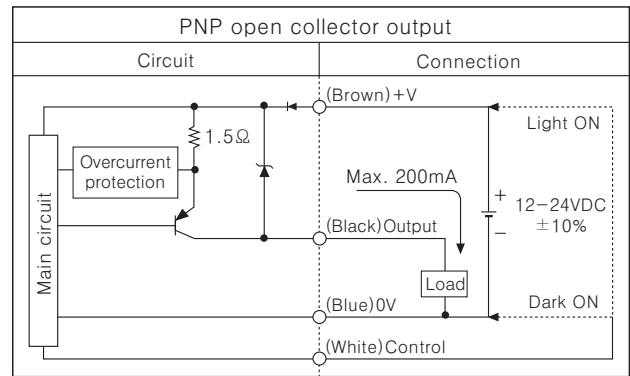 PNP open collector output
Circuit
Connection
(Brown)+V
Light ON
1.5Ω
Overcurrent
protection
Max. 200mA
Main circuit
+
12-24VDC
-
±10%
(Black)Output
Load
(Blue)0V
Dark ON
(White)Control